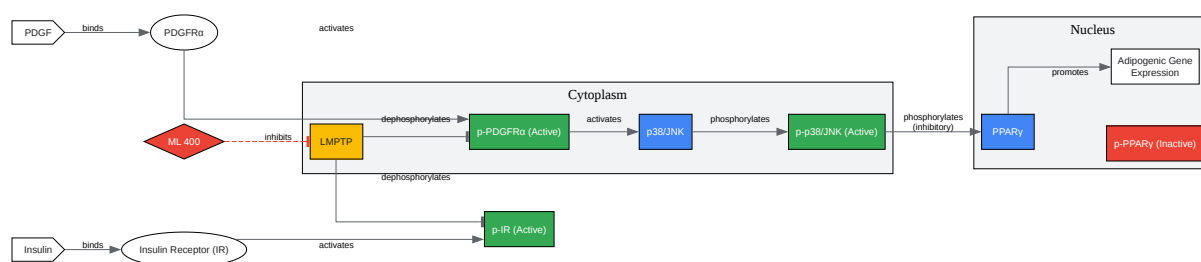 PDGF
binds
PDGFRα
activates
Nucleus
Adipogenic Gene
Expression
promotes
Cytoplasm
dephosphorylates
p-PDGFRα (Active)
activates
p38/JNK
phosphorylates
p-p38/JNK (Active)
phosphorylates
(inhibitory)
PPARγ
p-PPARγ (Inactive)
ML 400
inhibits
LMPTP
dephosphorylates
p-IR (Active)
Insulin
binds
Insulin Receptor (IR)
activates